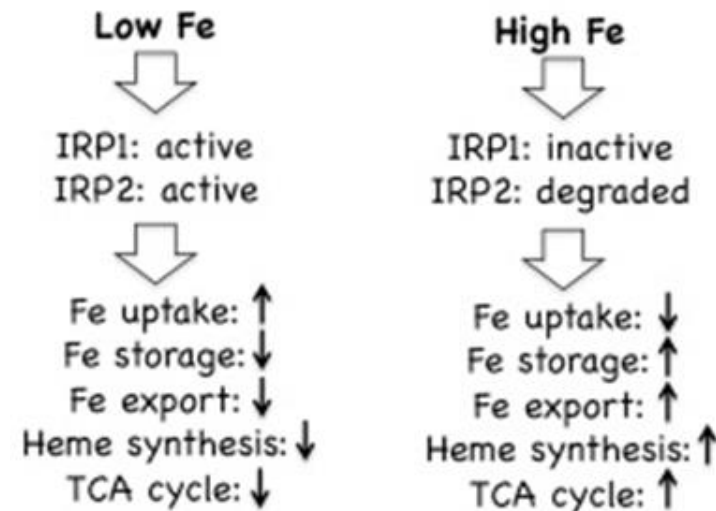 Low Fe
IRP1: active
IRP2: active
Fe uptake: ↑
Fe storage: ↓
Fe export: ↓
Heme synthesis: ↓
TCA cycle: ↓
High Fe
IRP1: inactive
IRP2: degraded
Fe uptake: ↓
Fe storage: ↑
Fe export: ↑
Heme synthesis: ↑
TCA cycle: ↑